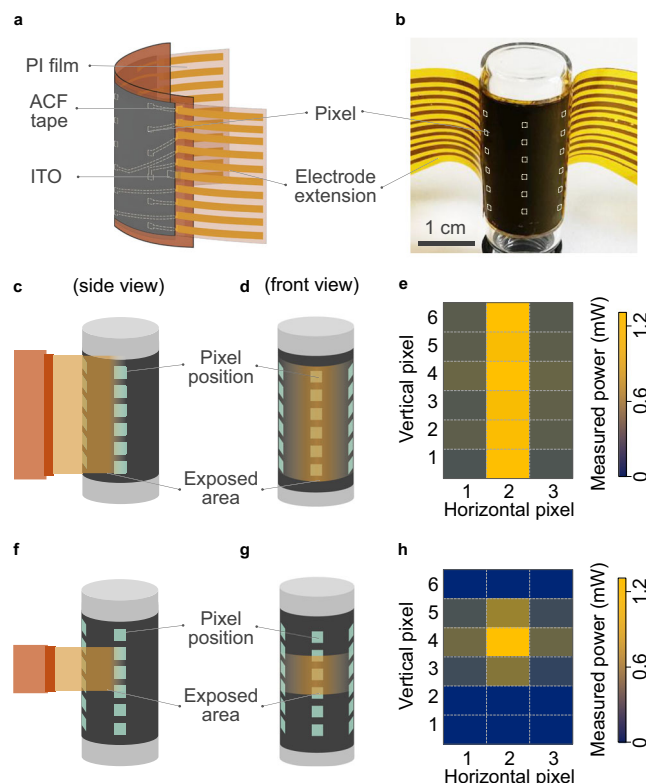 a
PI film
ACF
tape
ITO
Pixel
Electrode
extension
b
1 cm
c
(side view)
d
(front view)
Pixel
position
Exposed
area
e
Vertical pixel
6
5
4
3
2
1
1
2
3
Horizontal pixel
Measured power (mW)
1.2
0.6
0
f
g
Pixel
position
Exposed
area
h
Vertical pixel
6
5
4
3
2
1
1
2
3
Horizontal pixel
Measured power (mW)
1.2
0.6
0